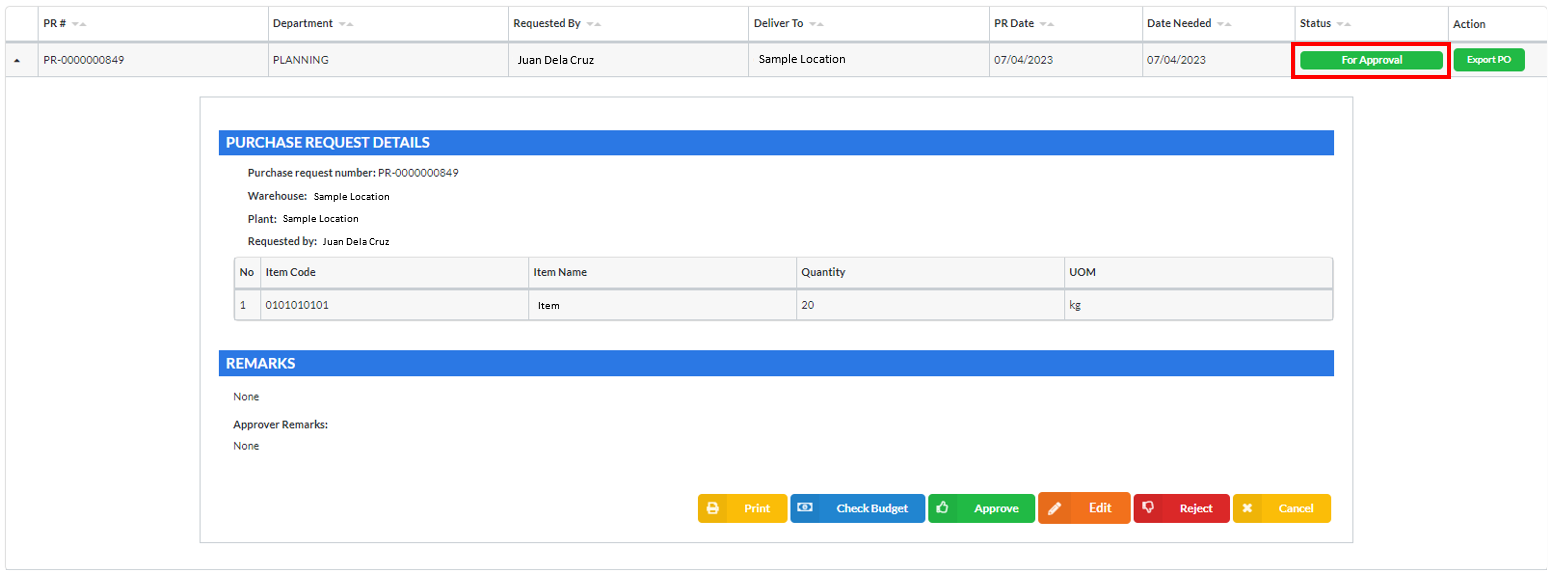 PR # Department Requested By Deliver To PR Date Date Needed Status Action
PR-0000000849 PLANNING Juan Dela Cruz Sample Location 07/04/2023 07/04/2023 For Approval Export PO
PURCHASE REQUEST DETAILS
Purchase request number: PR-0000000849
Warehouse: Sample Location
Plant: Sample Location
Requested by: Juan Dela Cruz
No Item Code Item Name Quantity UOM
1 0101010101 Item 20 kg
REMARKS
None
Approver Remarks:
None
Print Check Budget Approve Edit Reject Cancel